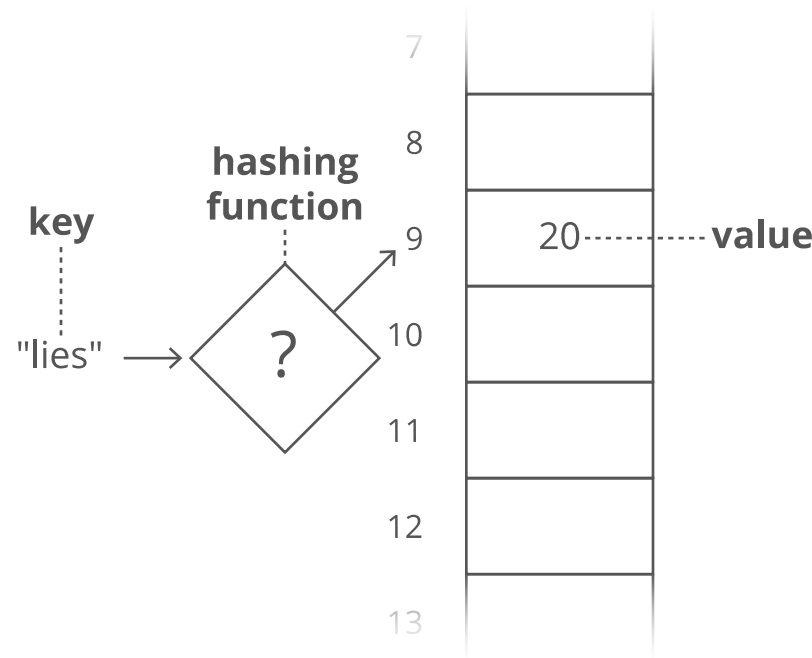 key
"lies"
hashing
function
?
7
8
9
10
11
12
13
20
value